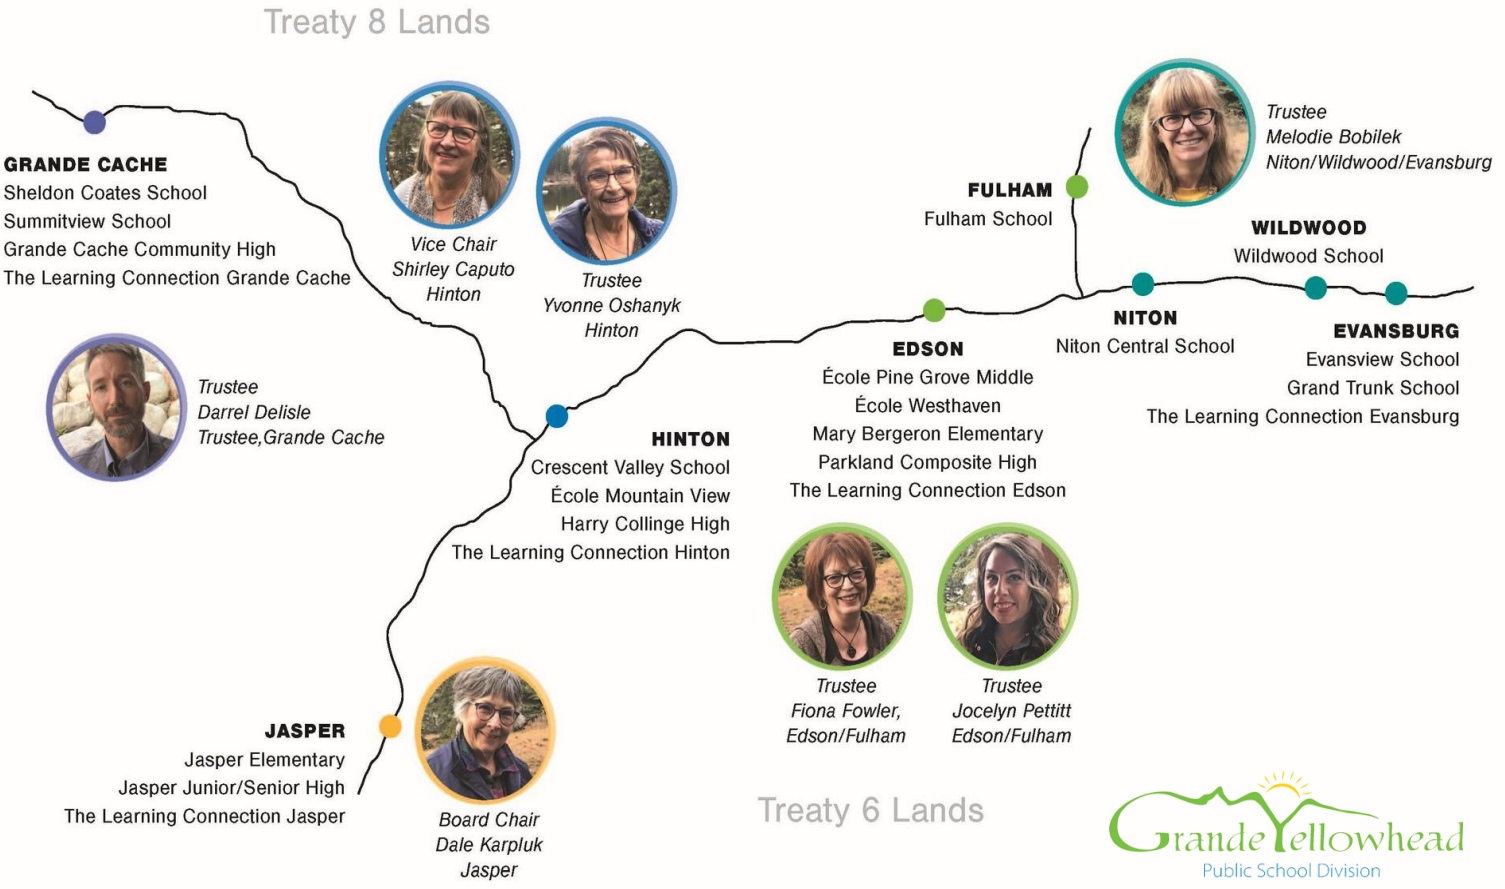 Treaty 8 Lands
GRANDE CACHE
Sheldon Coates School
Summitview School
Grande Cache Community High
The Learning Connection Grande Cache
Vice Chair
Shirley Caputo
Hinton
Trustee
Yvonne Oshanyk
Hinton
Trustee
Darrel Delisle
Trustee,Grande Cache
HINTON
Crescent Valley School
École Mountain View
Harry Collinge High
The Learning Connection Hinton
FULHAM
Fulham School
Trustee
Melodie Bobilek
Niton/Wildwood/Evansburg
WILDWOOD
Wildwood School
NITON
Niton Central School
EVANSBURG
Evansview School
Grand Trunk School
The Learning Connection Evansburg
EDSON
École Pine Grove Middle
École Westhaven
Mary Bergeron Elementary
Parkland Composite High
The Learning Connection Edson
Trustee
Fiona Fowler,
Edson/Fulham
Trustee
Jocelyn Pettitt
Edson/Fulham
JASPER
Jasper Elementary
Jasper Junior/Senior High
The Learning Connection Jasper
Board Chair
Dale Karpluk
Jasper
Treaty 6 Lands
Grande Yellowhead
Public School Division